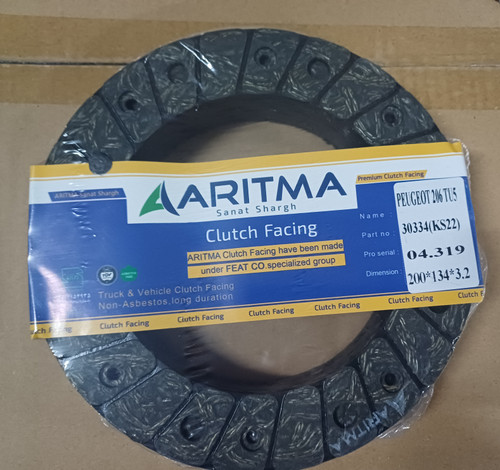 ARITMA Sanat Shargh
ARITMA
Sanat Shargh
Clutch Facing
ARITMA Clutch Facing have been made
under FEAT CO.specialized group
Truck & Vehicle Clutch Facing
Non-Asbestos,long duration
Premium Clutch Facing
Name : PEUGEOT 206 TU5
Part no 30334(KS22)
Pro serial : 04.319
Dimension : 200*134*3.2
Clutch Facing Clutch Facing Clutch Facing Clutch Facing Clutch Facing Clutch Facing
ARITMA